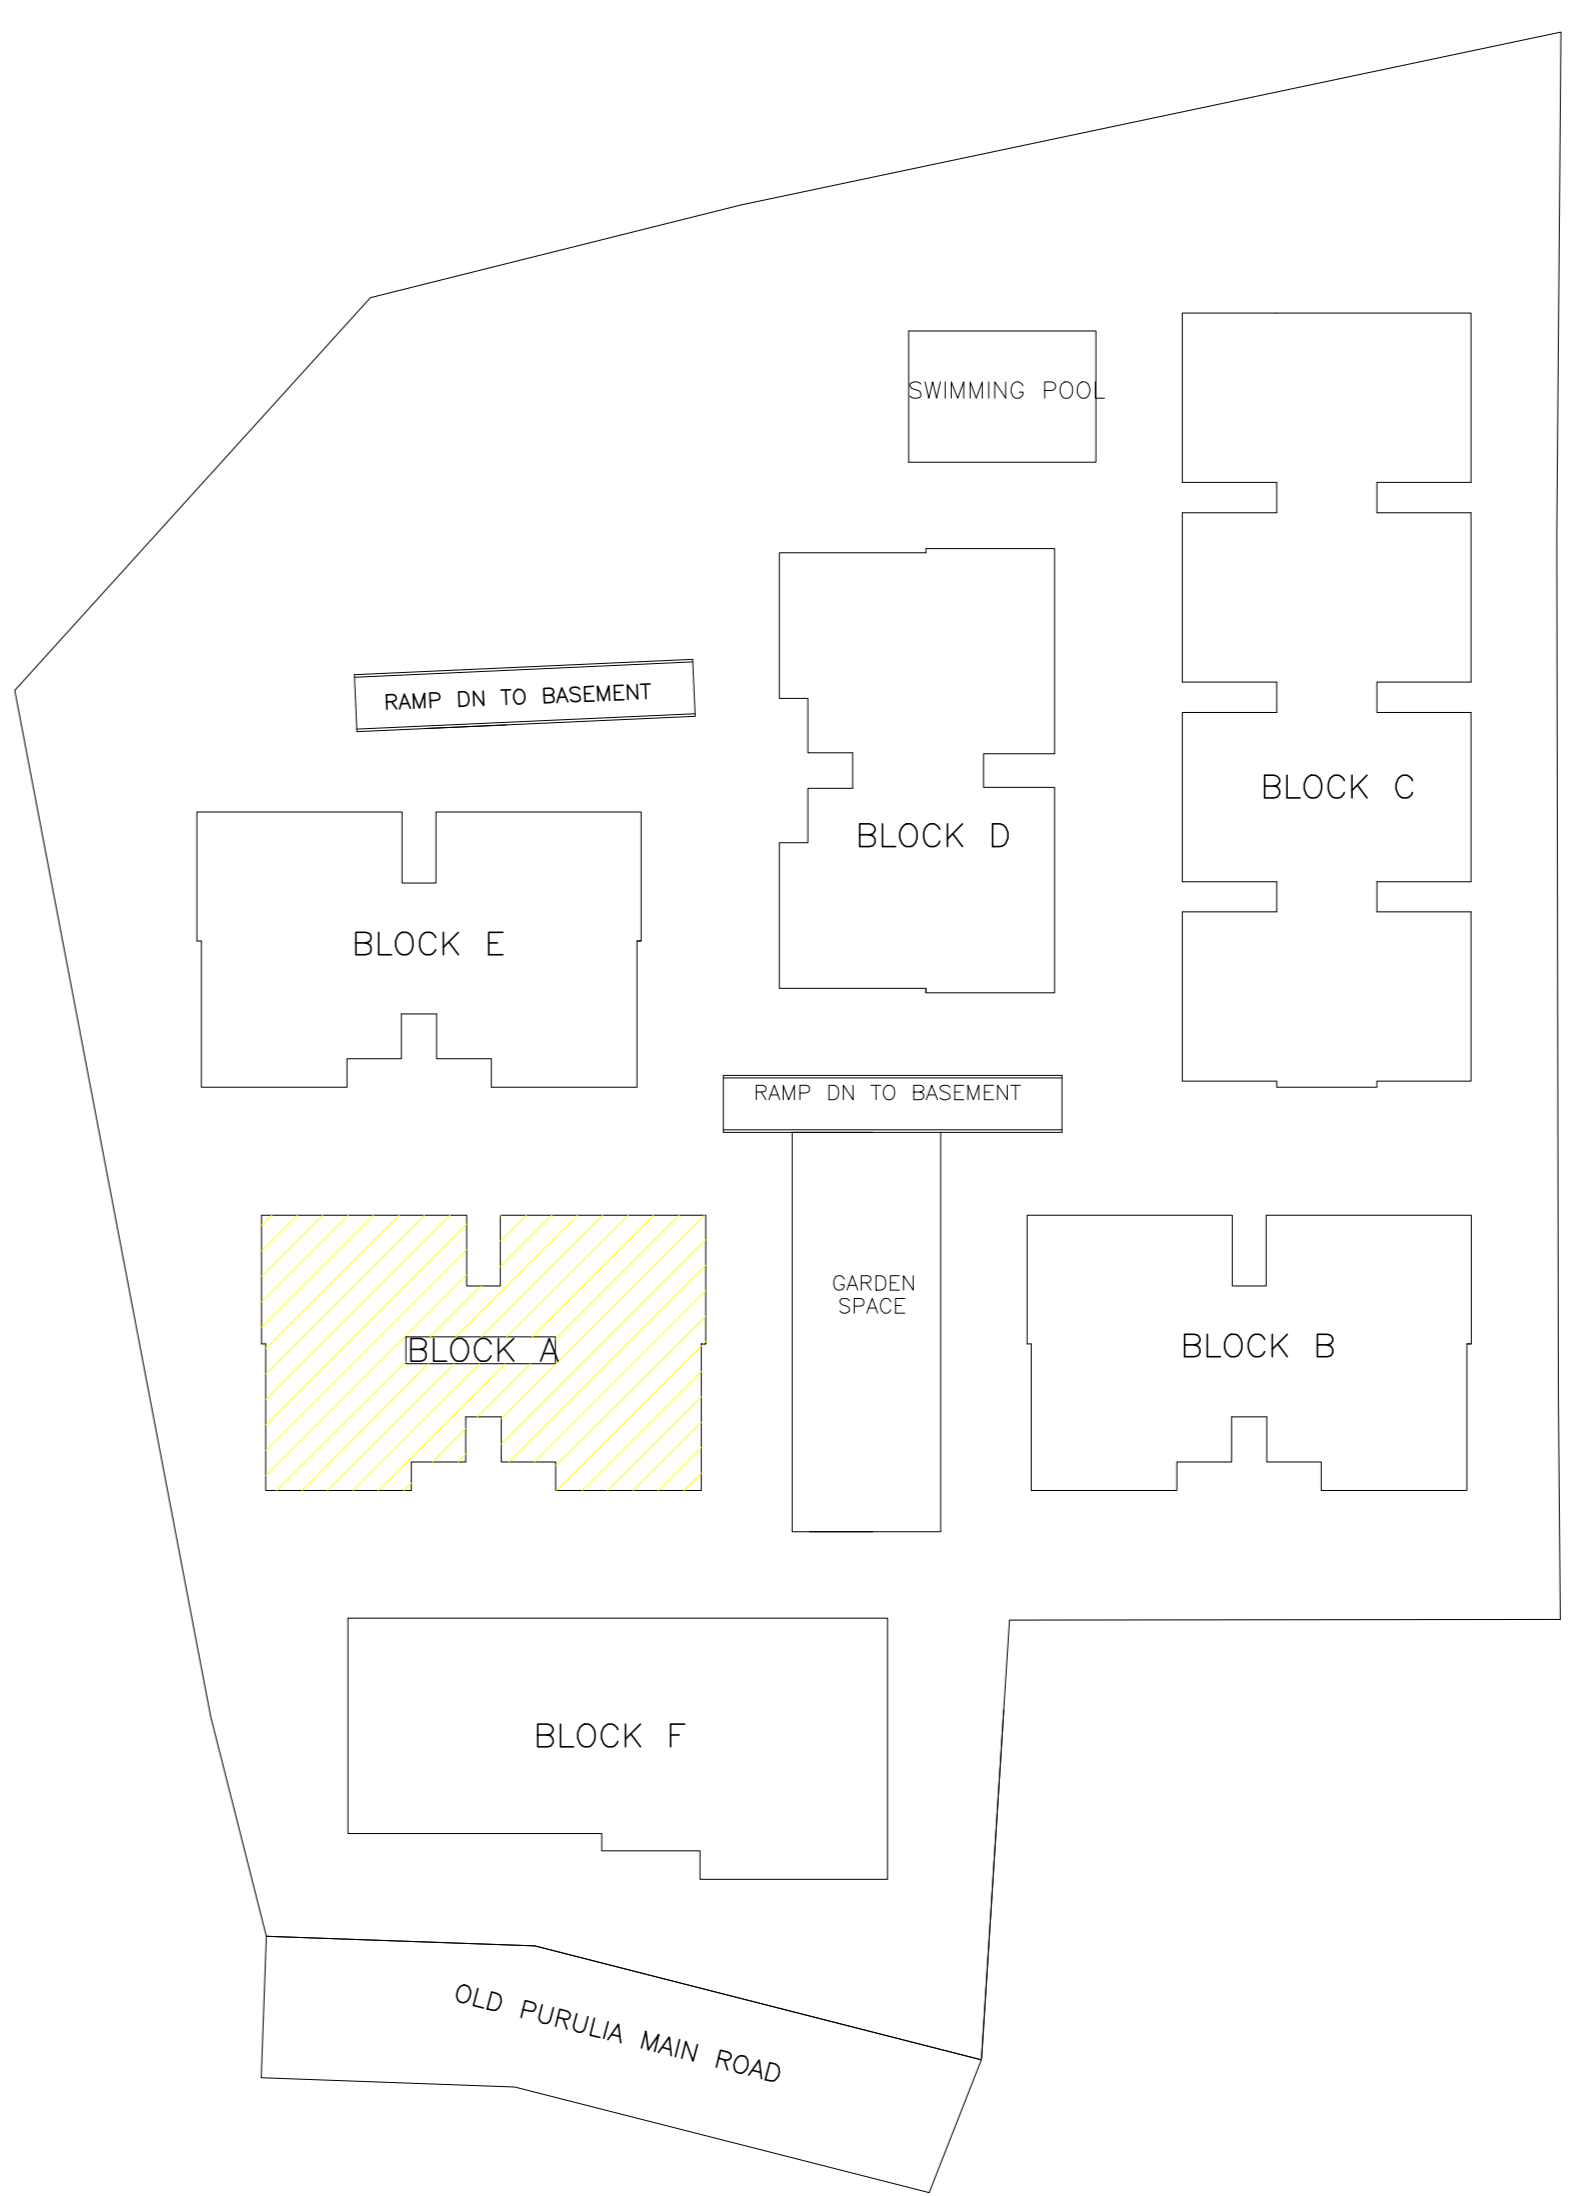 SWIMMING POOL
RAMP DN TO BASEMENT
BLOCK C
BLOCK D
BLOCK E
RAMP DN TO BASEMENT
GARDEN
SPACE
BLOCK A
BLOCK B
BLOCK F
OLD PURULIA MAIN ROAD